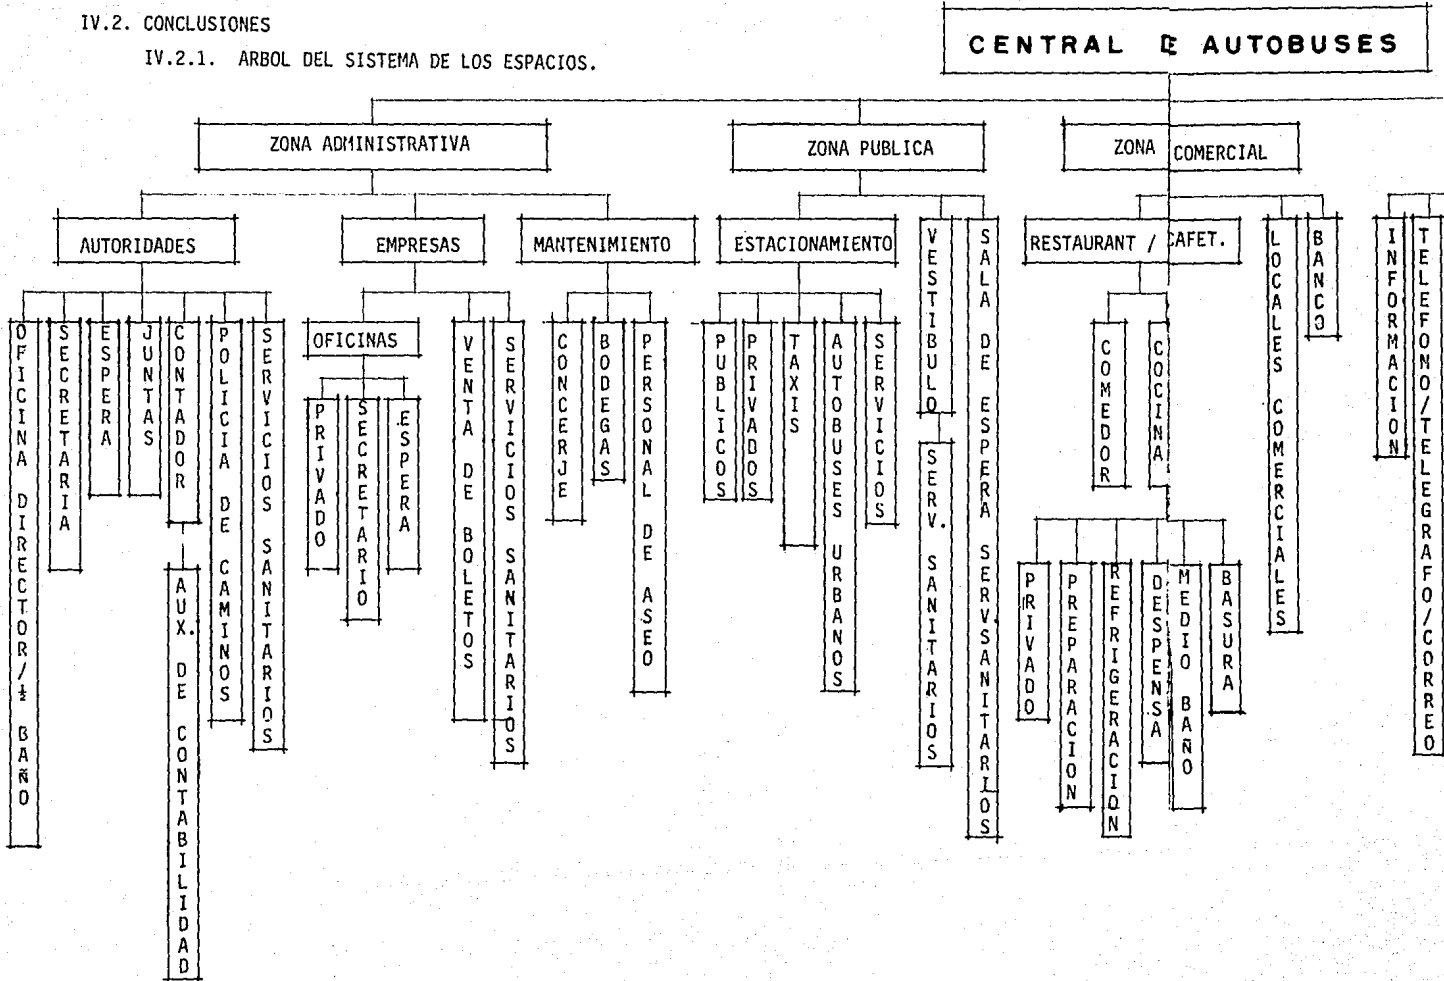 IV.2. CONCLUSIONES
IV.2.1. ARBOL DEL SISTEMA DE LOS ESPACIOS.
CENTRAL DE AUTOBUSES
ZONA ADMINISTRATIVA
ZONA PUBLICA
ZONA COMERCIAL
AUTORIDADES
EMPRESAS
MANTENIMIENTO
ESTACIONAMIENTO
VESTIBULO
SALA DE ESPERA SERV.SANITARIOS
RESTAURANT / CAFET.
LOCALES COMERCIALES
BANCO
INFORMACION
TELEFONO/TELEGRAFO/CORREO
OFICINA DIRECTOR/½ BAÑO
SECRETARIA
ESPERA
JUNTAS
CONTADOR
POLICIA DE CAMINOS
SERVICIOS SANITARIOS
OFICINAS
VENTA DE BOLETOS
SERVICIOS SANITARIOS
CONCERJE
BODEGAS
PERSONAL DE ASEO
PUBLICOS
PRIVADOS
TAXIS
AUTOBUSES URBANOS
SERVICIOS
COMEDOR
COCINA
PRIVADO
SECRETARIO
ESPERA
SERV. SANITARIOS
AUX. DE CONTABILIDAD
PRIVADO
PREPARACION
REFRIGERACION
DESPENSA
MEDIO BAÑO
BASURA